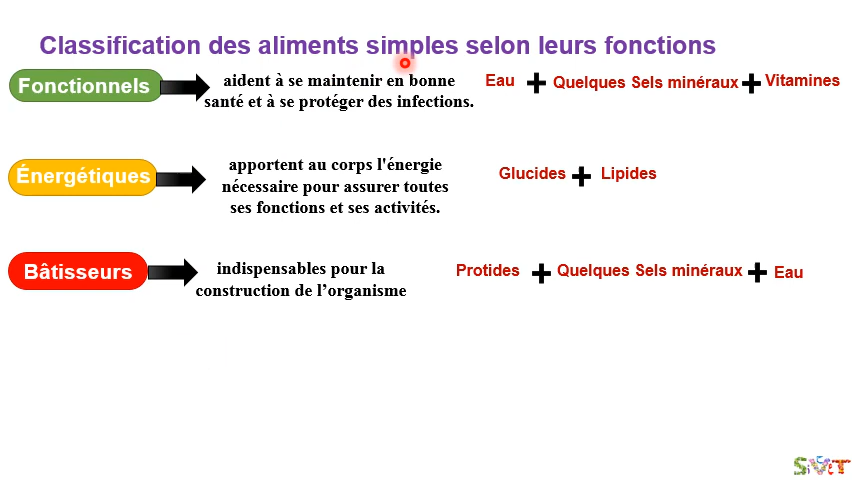 Classification des aliments simples selon leurs fonctions
Fonctionnels
aident à se maintenir en bonne
santé et à se protéger des infections.
Eau + Quelques Sels minéraux + Vitamines
Énergétiques
apportent au corps l'énergie
nécessaire pour assurer toutes
ses fonctions et ses activités.
Glucides + Lipides
Bâtisseurs
indispensables pour la
construction de l’organisme
Protides + Quelques Sels minéraux + Eau